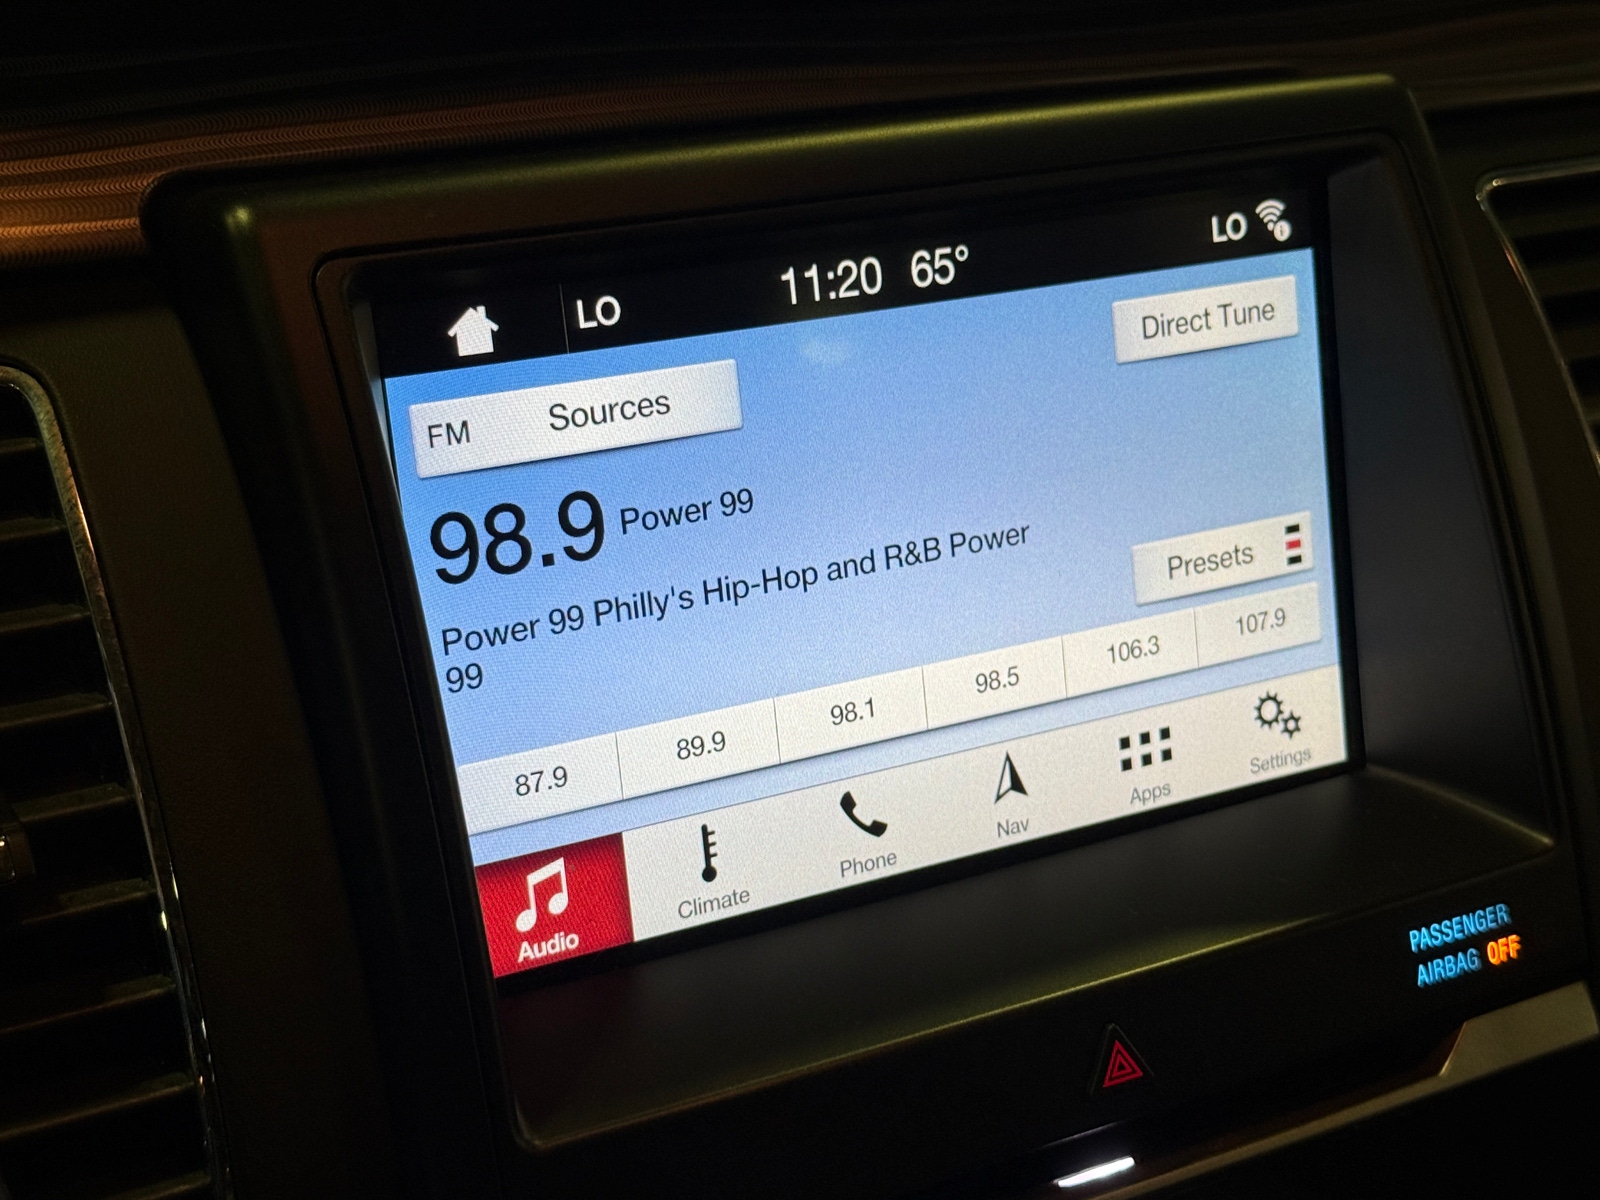 LO 11:20 65° LO
Direct Tune
FM Sources
98.9 Power 99
Power 99 Philly's Hip-Hop and R&B Power
99
Presets
87.9 89.9 98.1 98.5 106.3 107.9
Audio Climate Phone Nav Apps Settings
PASSENGER
AIRBAG OFF